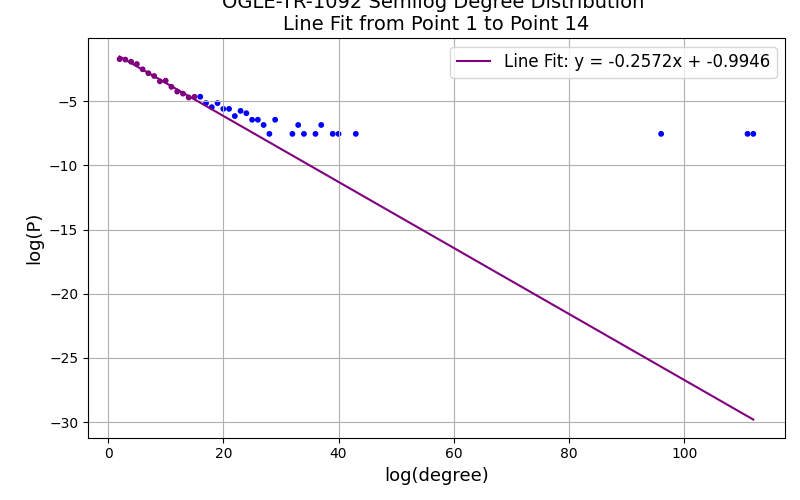 OGLE-TR-1092 Semilog Degree Distribution
Line Fit from Point 1 to Point 14
Line Fit: y = -0.2572x + -0.9946
log(P)
−5
−10
−15
−20
−25
−30
0 20 40 60 80 100
log(degree)